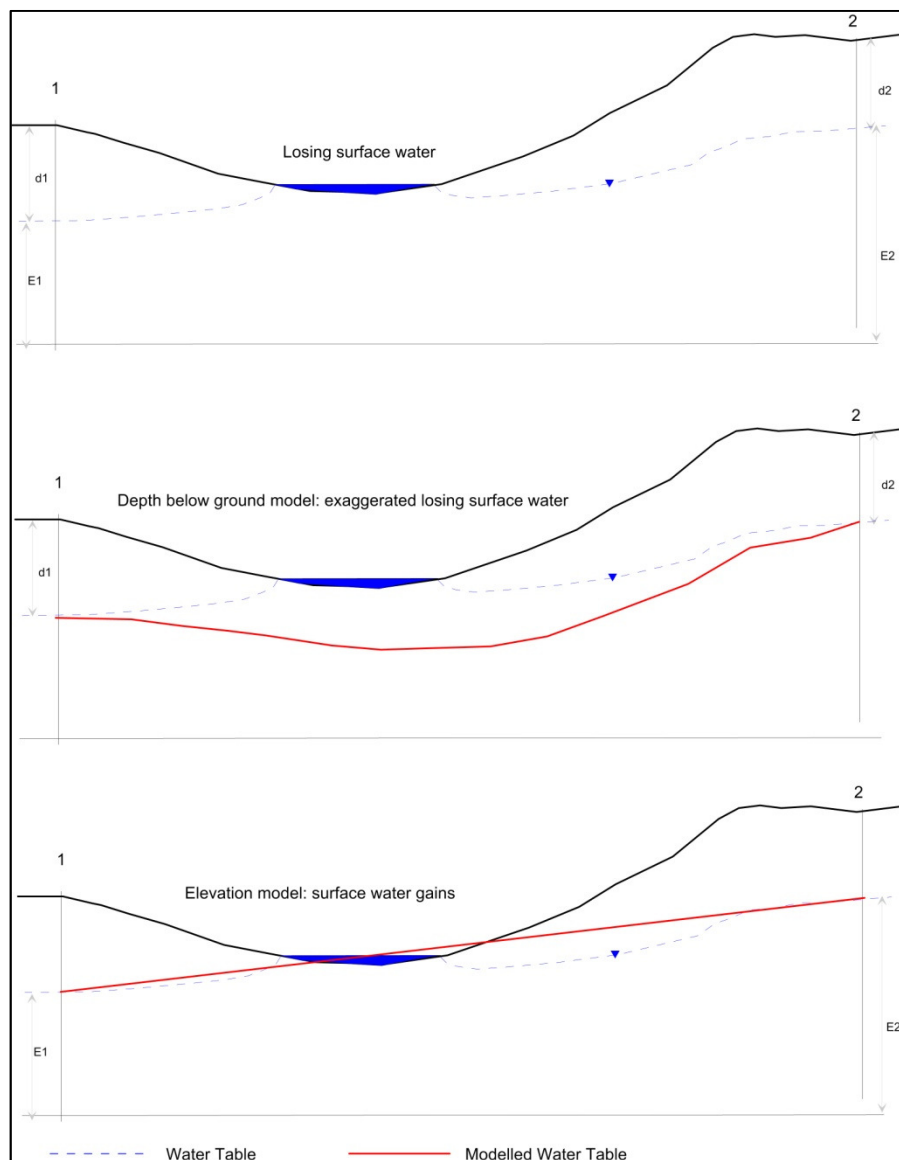 2
1
d2
d1
Losing surface water
E1
E2
2
1
d2
Depth below ground model: exaggerated losing surface water
d1
2
1
Elevation model: surface water gains
E1
E2
Water Table
Modelled Water Table